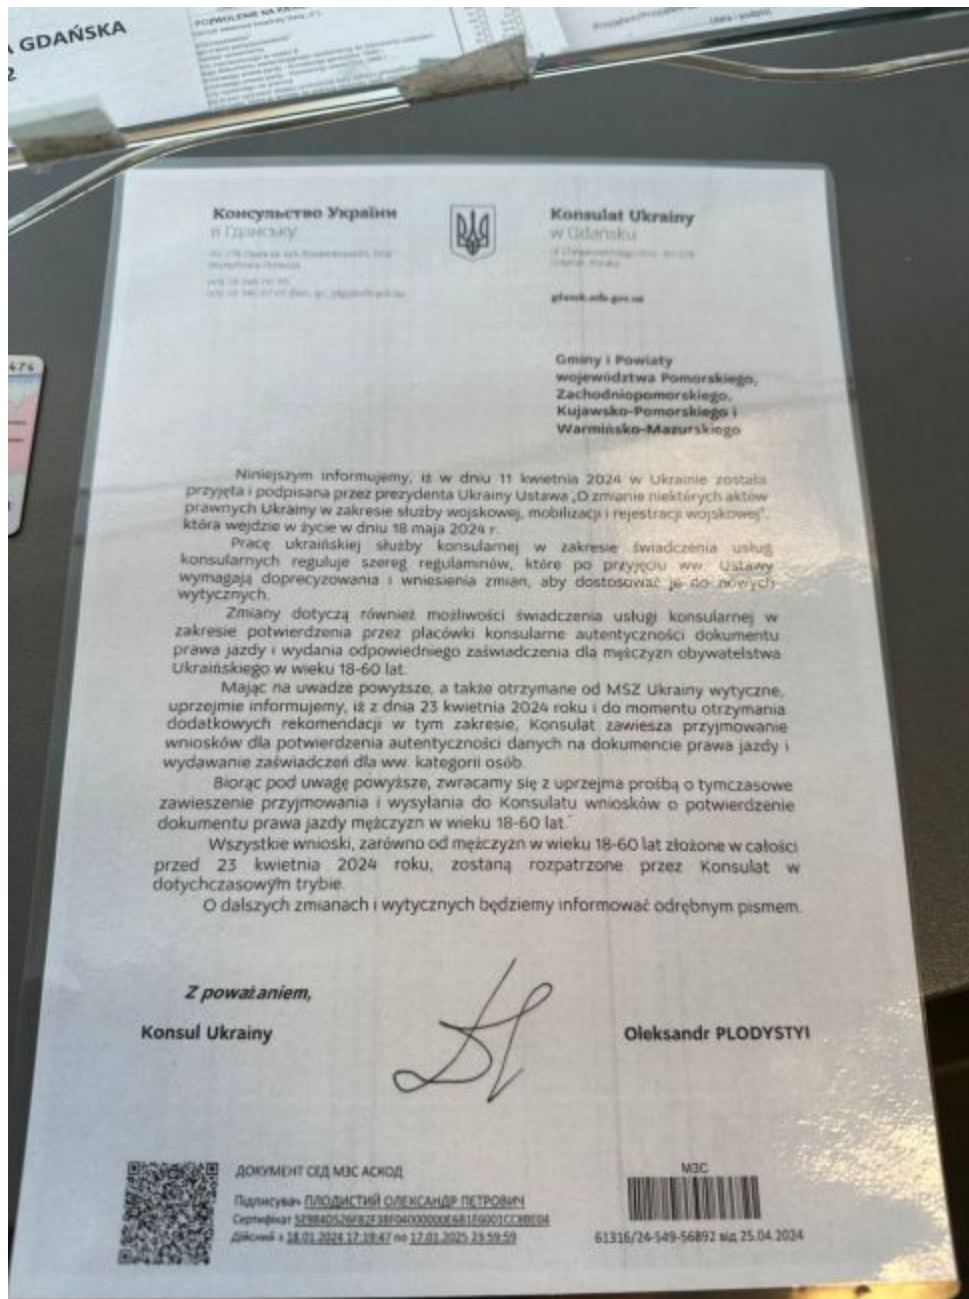 A GDAŃSKA
2
POZWOLENIE NA
474
Консульство України
в Гданську
Konsulat Ukrainy
w Gdańsku
gdansk.mfa.gov.ua
Gminy i Powiaty
województwa Pomorskiego,
Zachodniopomorskiego,
Kujawsko-Pomorskiego i
Warmińsko-Mazurskiego
Niniejszym informujemy, iż w dniu 11 kwietnia 2024 w Ukrainie została
przyjęta i podpisana przez prezydenta Ukrainy Ustawa „O zmianie niektórych aktów
prawnych Ukrainy w zakresie służby wojskowej, mobilizacji i rejestracji wojskowej”,
która wejdzie w życie w dniu 18 maja 2024 r.
Pracę ukraińskiej służby konsularnej w zakresie świadczenia usług
konsularnych reguluje szereg regulaminów, które po przyjęciu ww. Ustawy
wymagają doprecyzowania i wniesienia zmian, aby dostosować je do nowych
wytycznych.
Zmiany dotyczą również możliwości świadczenia usługi konsularnej w
zakresie potwierdzenia przez placówki konsularne autentyczności dokumentu
prawa jazdy i wydania odpowiedniego zaświadczenia dla mężczyzn obywatelstwa
Ukraińskiego w wieku 18-60 lat.
Mając na uwadze powyższe, a także otrzymane od MSZ Ukrainy wytyczne,
uprzejmie informujemy, iż z dnia 23 kwietnia 2024 roku i do momentu otrzymania
dodatkowych rekomendacji w tym zakresie, Konsulat zawiesza przyjmowanie
wniosków dla potwierdzenia autentyczności danych na dokumencie prawa jazdy i
wydawanie zaświadczeń dla ww. kategorii osób.
Biorąc pod uwagę powyższe, zwracamy się z uprzejma prośbą o tymczasowe
zawieszenie przyjmowania i wysyłania do Konsulatu wniosków o potwierdzenie
dokumentu prawa jazdy mężczyzn w wieku 18-60 lat.
Wszystkie wnioski, zarówno od mężczyzn w wieku 18-60 lat złożone w całości
przed 23 kwietnia 2024 roku, zostaną rozpatrzone przez Konsulat w
dotychczasowym trybie.
O dalszych zmianach i wytycznych będziemy informować odrębnym pismem.
Z poważaniem,
Konsul Ukrainy
Oleksandr PLODYSTYI
ДОКУМЕНТ СЕД МЗС АСКОД
Підписувач ПЛОДИСТИЙ ОЛЕКСАНДР ПЕТРОВИЧ
Сертифікат
Дійсний з 18.01.2024 17:19:47 по 17.01.2025 23:59:59
МЗС
61316/24-549-56892 від 25.04.2024